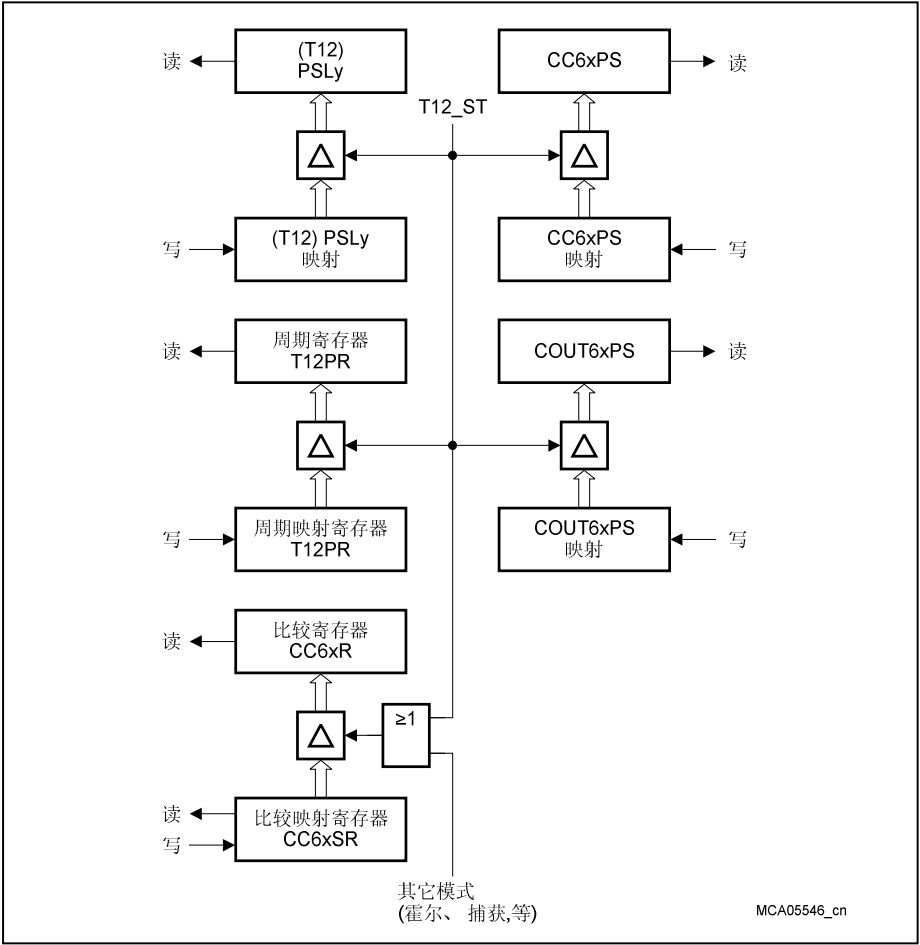 (T12)
PSLy
读
CC6xPS
读
T12_ST
△
△
写
(T12) PSLy
映射
CC6xPS
映射
写
读
周期寄存器
T12PR
COUT6xPS
读
△
△
写
周期映射寄存器
T12PR
COUT6xPS
映射
写
读
比较寄存器
CC6xR
≥1
△
读
写
比较映射寄存器
CC6xSR
其它模式
(霍尔、 捕获,等)
MCA05546_cn